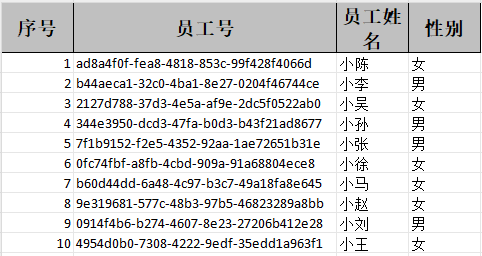 序号 员工号 员工姓名 性别
1 ad8a4f0f-fea8-4818-853c-99f428f4066d 小陈 女
2 b44aeca1-32c0-4ba1-8e27-0204f46744ce 小李 男
3 2127d788-37d3-4e5a-af9e-2dc5f0522ab0 小吴 女
4 344e3950-dcd3-47fa-b0d3-b43f21ad8677 小孙 男
5 7f1b9152-f2e5-4352-92aa-1ae72651b31e 小张 男
6 0fc74fbf-a8fb-4cbd-909a-91a68804ece8 小徐 女
7 b60d44dd-6a48-4c97-b3c7-49a18fa8e645 小马 女
8 9e319681-577c-48b3-97b5-46823289a8bb 小赵 女
9 0914f4b6-b274-4607-8e23-27206b412e28 小刘 男
10 4954d0b0-7308-4222-9edf-35edd1a963f1 小王 女